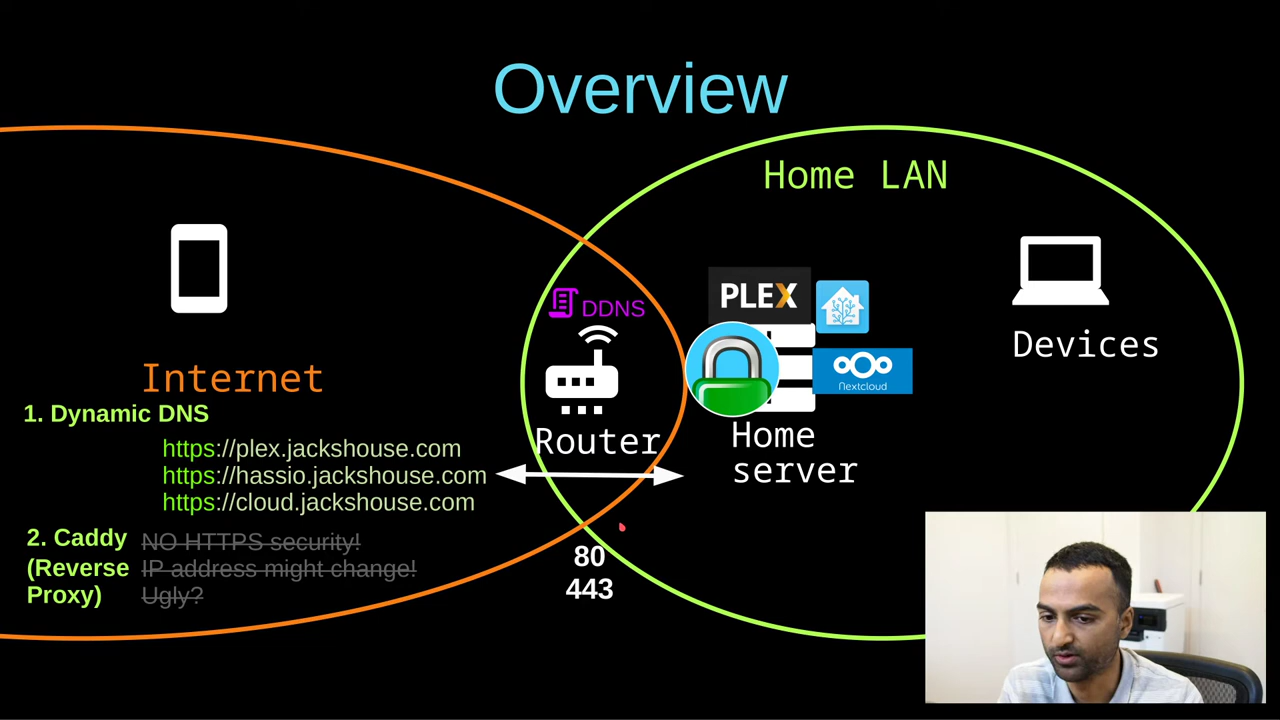 Overview
Home LAN
DDNS
PLEX
Nextcloud
Devices
Internet
Router
Home
server
1. Dynamic DNS
https://plex.jackshouse.com
https://hassio.jackshouse.com
https://cloud.jackshouse.com
2. Caddy
(Reverse
Proxy)
NO HTTPS security!
IP address might change!
Ugly?
80
443